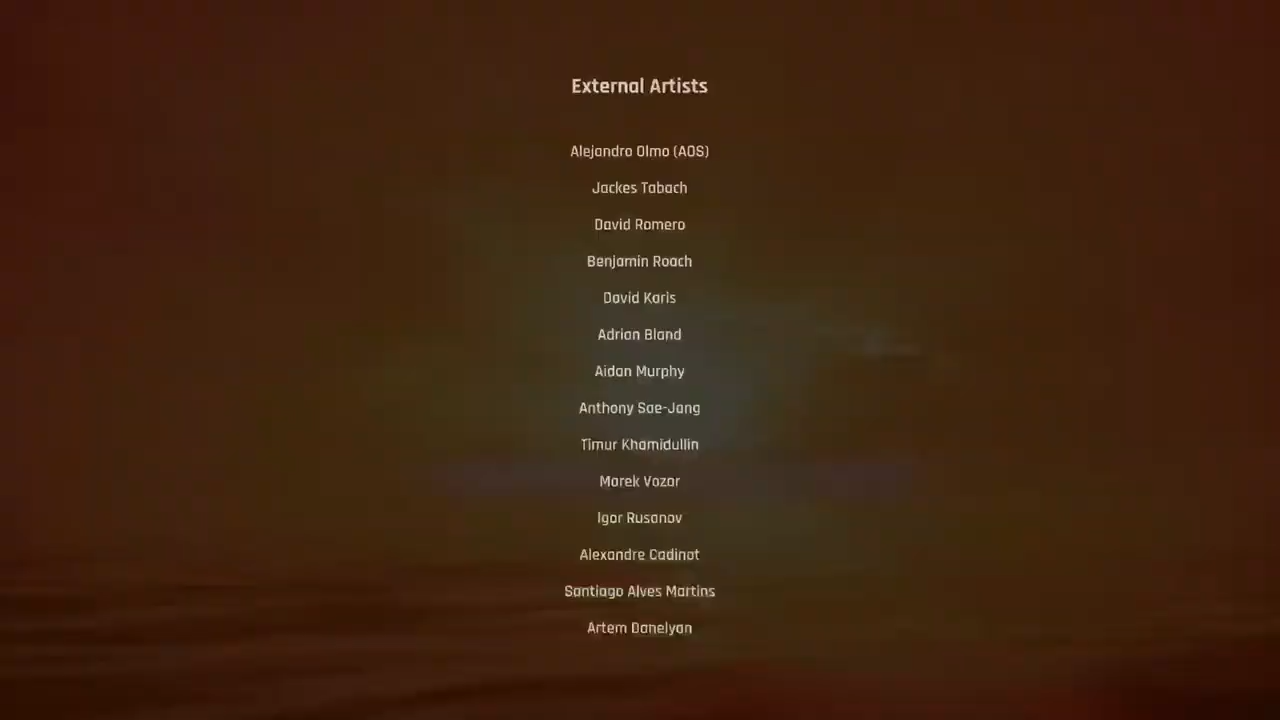 External Artists
Alejandro Olmo (AOS)
Jackes Tabach
David Romero
Benjamin Roach
David Karis
Adrian Bland
Aidan Murphy
Anthony Sae-Jang
Timur Khamidullin
Marek Vozar
Igor Rusanov
Alexandre Cadinot
Santiago Alves Martins
Artem Danelyan